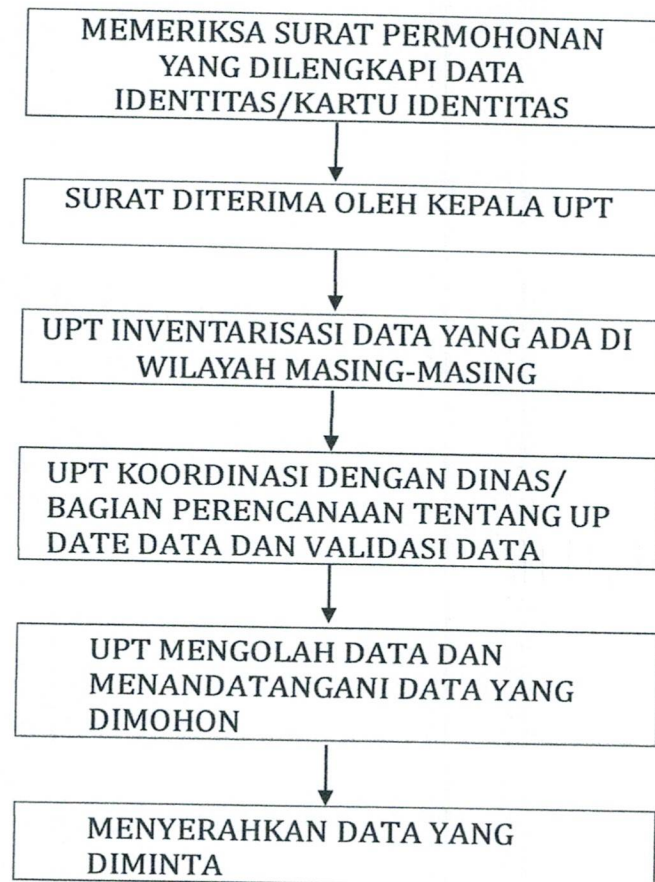 MEMERIKSA SURAT PERMOHONAN
YANG DILENGKAPI DATA
IDENTITAS/KARTU IDENTITAS
SURAT DITERIMA OLEH KEPALA UPT
UPT INVENTARISASI DATA YANG ADA DI
WILAYAH MASING-MASING
UPT KOORDINASI DENGAN DINAS/
BAGIAN PERENCANAAN TENTANG UP
DATE DATA DAN VALIDASI DATA
UPT MENGOLAH DATA DAN
MENANDATANGANI DATA YANG
DIMOHON
MENYERAHKAN DATA YANG
DIMINTA